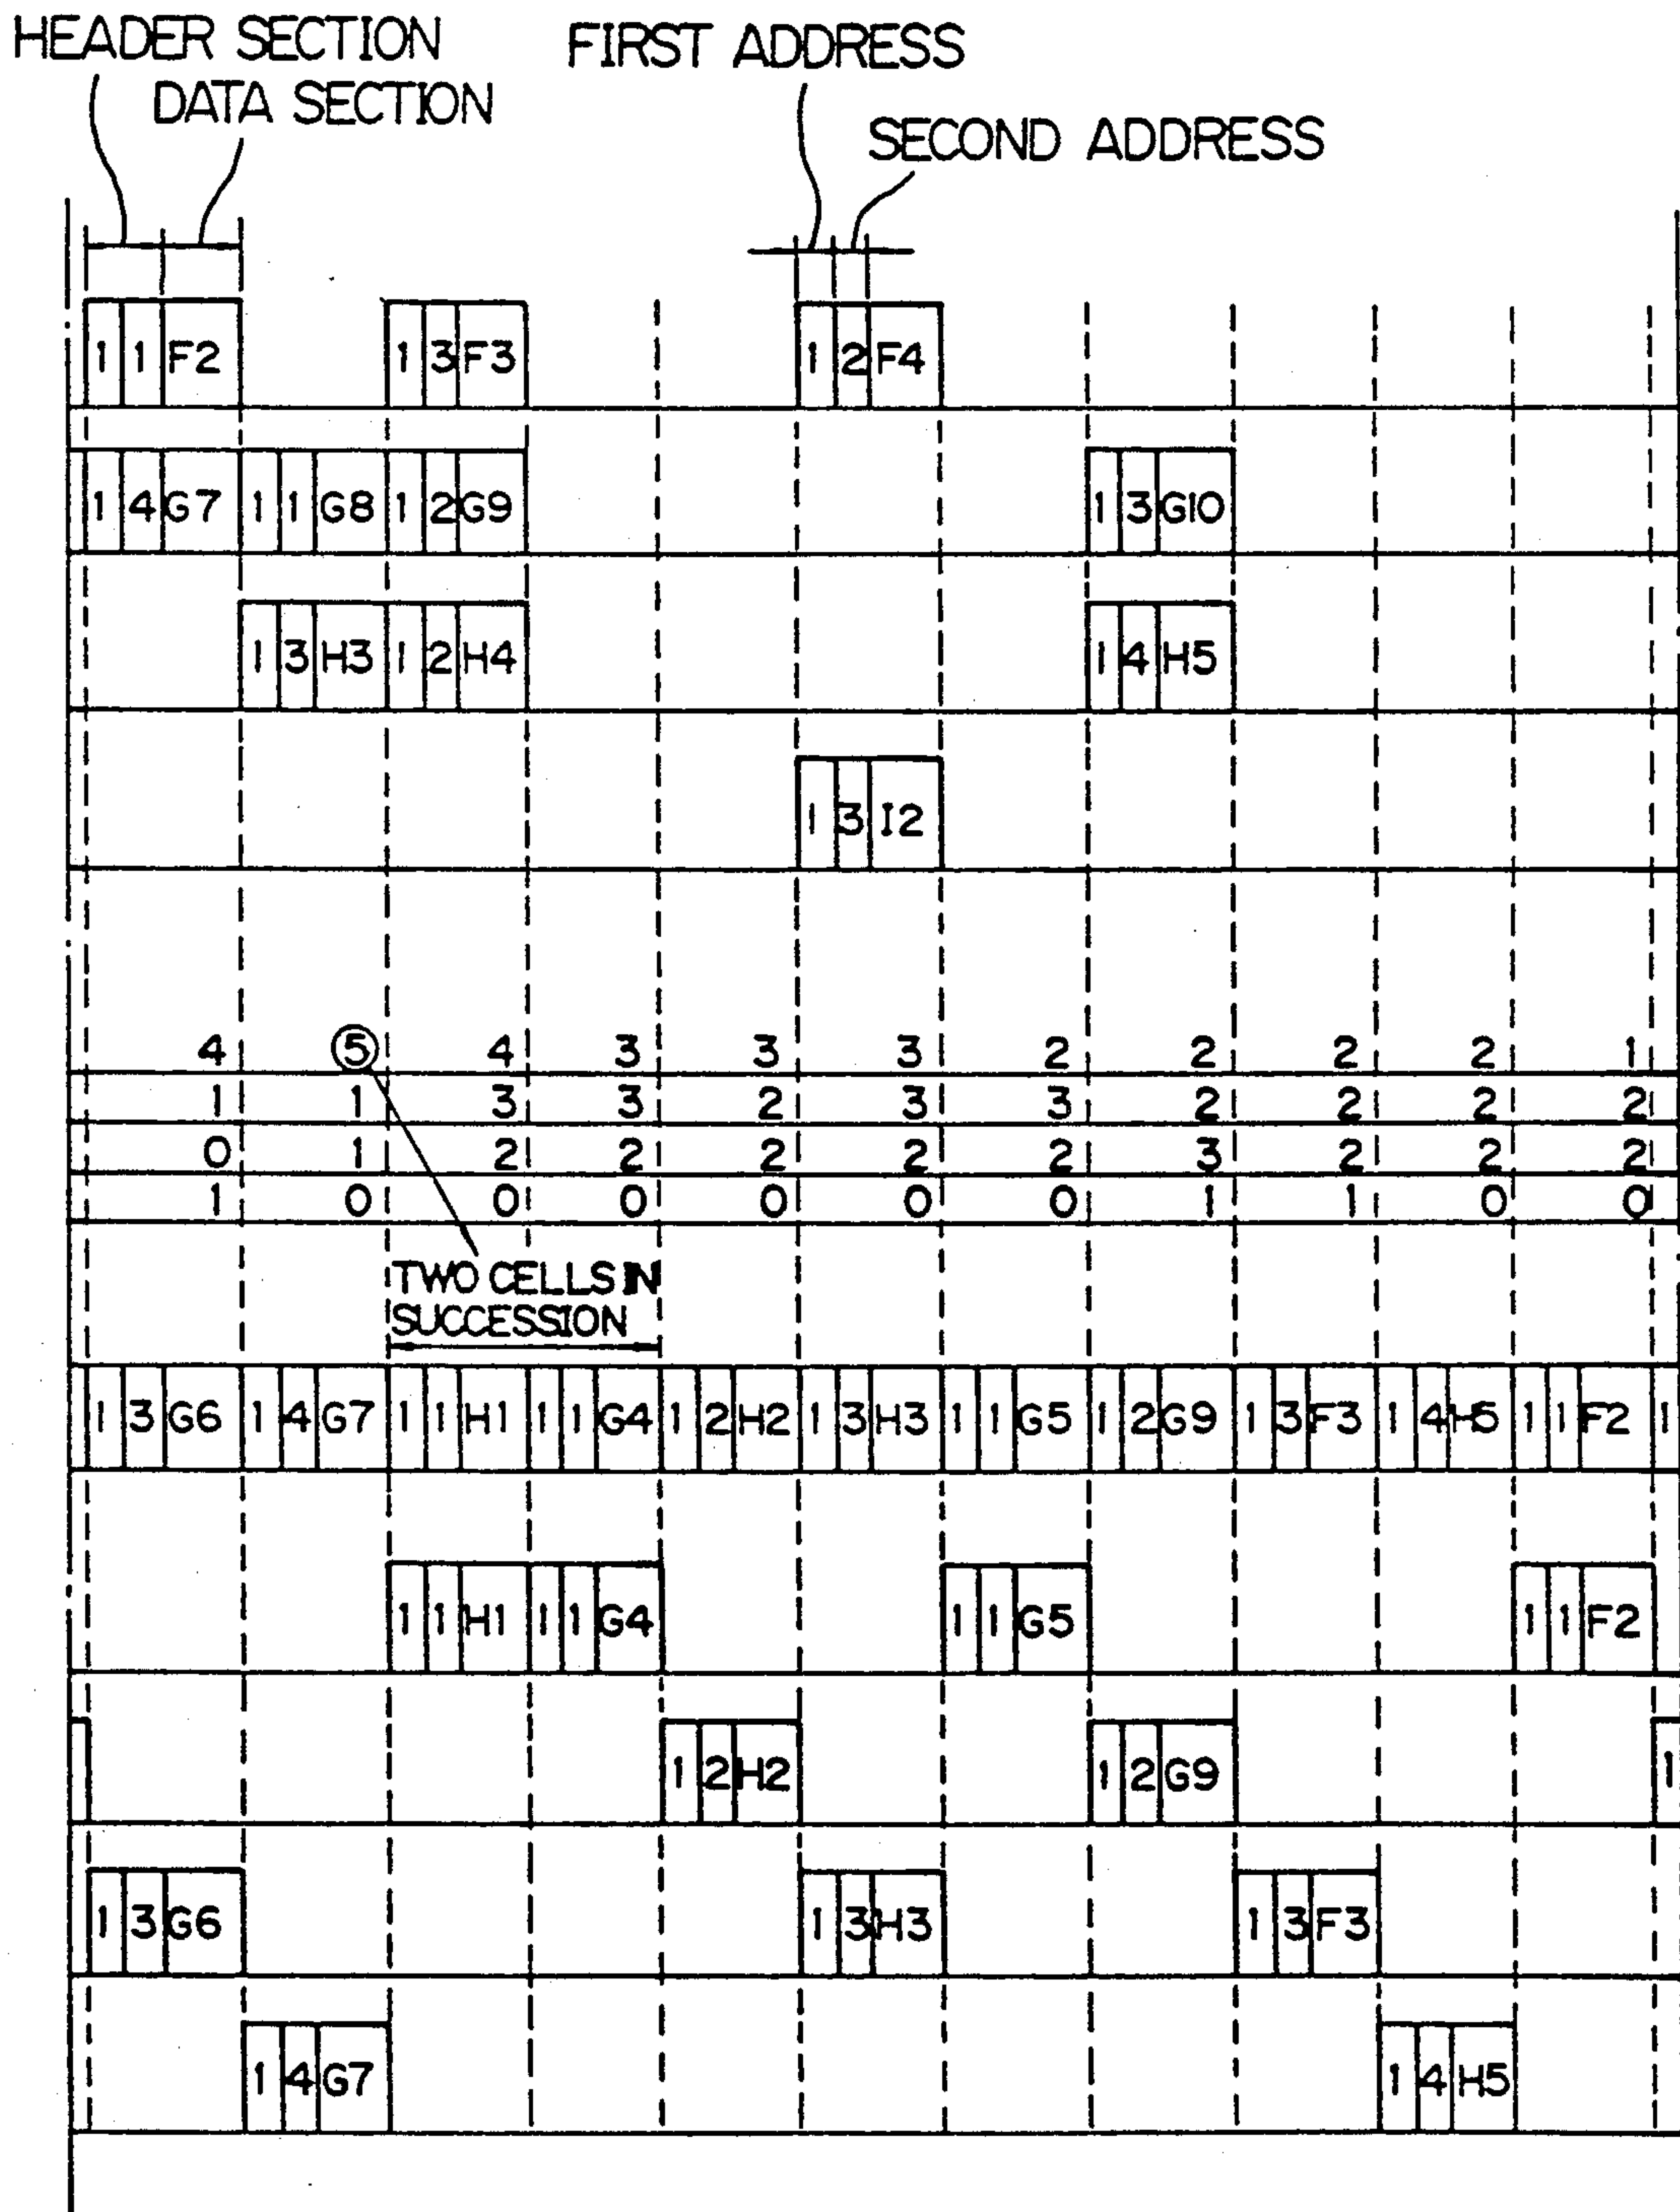 HEADER SECTION
DATA SECTION
FIRST ADDRESS
SECOND ADDRESS
1 1 F2 1 3 F3 1 2 F4
1 4 G7 1 1 G8 1 2 G9 1 3 G10
1 3 H3 1 2 H4 1 4 H5
1 3 I2
4 5 4 3 3 3 2 2 2 2 1
1 1 3 3 2 3 3 2 2 2 2
0 1 2 2 2 2 2 3 2 2 2
1 0 0 0 0 0 0 1 1 0 0
TWO CELLS IN
SUCCESSION
1 3 G6 1 4 G7 1 1 H1 1 1 G4 1 2 H2 1 3 H3 1 1 G5 1 2 G9 1 3 F3 1 4 H5 1 1 F2 1
1 1 H1 1 1 G4 1 1 G5 1 1 F2
1 2 H2 1 2 G9 1
1 3 G6 1 3 H3 1 3 F3
1 4 G7 1 4 H5